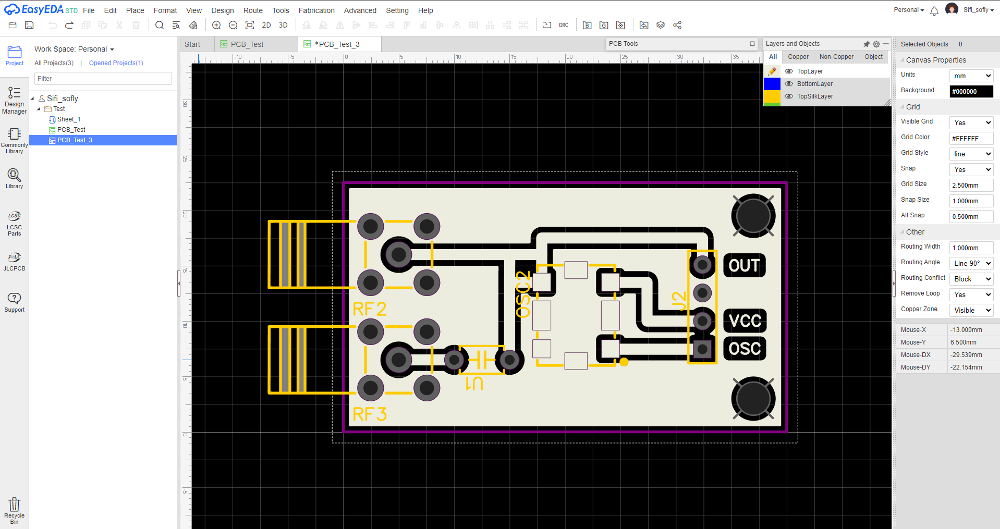 EasyEDA STD File Edit Place Format View Design Route Tools Fabrication Advanced Setting Help Personal Sifi_sofly
2D 3D DRC B G
Start PCB_Test *PCB_Test_3
Project
Work Space: Personal
All Projects(3) | Opened Projects(1)
Filter
Sifi_sofly
Test
Sheet_1
PCB_Test
PCB_Test_3
Design
Manager
Commonly
Library
Library
LCSC
LCSC
Parts
J@LC
JLCPCB
Support
Recycle
Bin
-10 -5 0 5 10 15 20 25 30 35
30
25
20
15
10
5
0
-5
PCB Tools
Layers and Objects
All Copper Non-Copper Object
TopLayer
BottomLayer
TopSilkLayer
OUT
OSC2
J2
RF2
VCC
OSC
U1
RF3
Selected Objects 0
Canvas Properties
Units mm
Background #000000
Grid
Visible Grid Yes
Grid Color #FFFFFF
Grid Style line
Snap Yes
Grid Size 2.500mm
Snap Size 1.000mm
Alt Snap 0.500mm
Other
Routing Width 1.000mm
Routing Angle Line 90°
Routing Conflict Block
Remove Loop Yes
Copper Zone Visible
Mouse-X -13.000mm
Mouse-Y 6.500mm
Mouse-DX -29.539mm
Mouse-DY -22.154mm